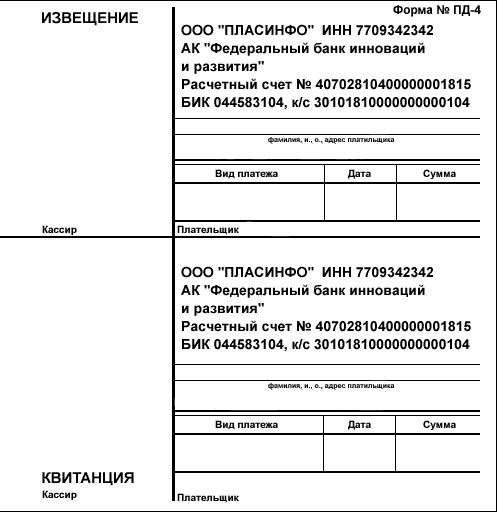 Форма № ПД-4
ИЗВЕЩЕНИЕ
ООО "ПЛАСИНФО" ИНН 7709342342
АК "Федеральный банк инноваций
и развития"
Расчетный счет № 40702810400000001815
БИК 044583104, к/с 30101810000000000104
фамилия, и., о., адрес платильщика
Вид платежа Дата Сумма
Кассир Плательщик
ООО "ПЛАСИНФО" ИНН 7709342342
АК "Федеральный банк инноваций
и развития"
Расчетный счет № 40702810400000001815
БИК 044583104, к/с 30101810000000000104
фамилия, и., о., адрес платильщика
Вид платежа Дата Сумма
КВИТАНЦИЯ
Кассир Плательщик